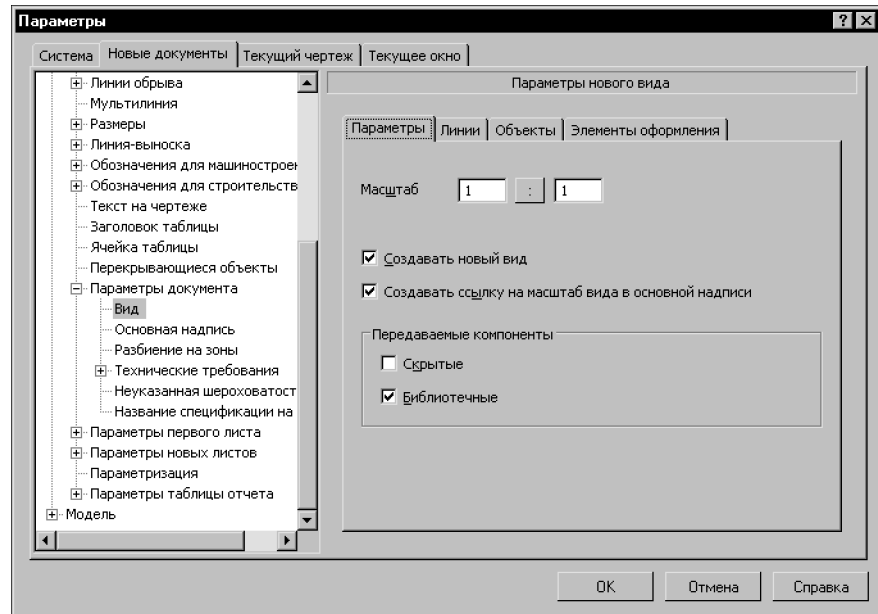 Параметры
Система Новые документы Текущий чертеж Текущее окно
Линии обрыва
Мультилиния
Размеры
Линия-выноска
Обозначения для машиностроен
Обозначения для строительств
Текст на чертеже
Заголовок таблицы
Ячейка таблицы
Перекрывающиеся объекты
Параметры документа
Вид
Основная надпись
Разбиение на зоны
Технические требования
Неуказанная шероховатост
Название спецификации на
Параметры первого листа
Параметры новых листов
Параметризация
Параметры таблицы отчета
Модель
Параметры нового вида
Параметры Линии Объекты Элементы оформления
Масштаб 1 : 1
Создавать новый вид
Создавать ссылку на масштаб вида в основной надписи
Передаваемые компоненты
Скрытые
Библиотечные
OK Отмена Справка